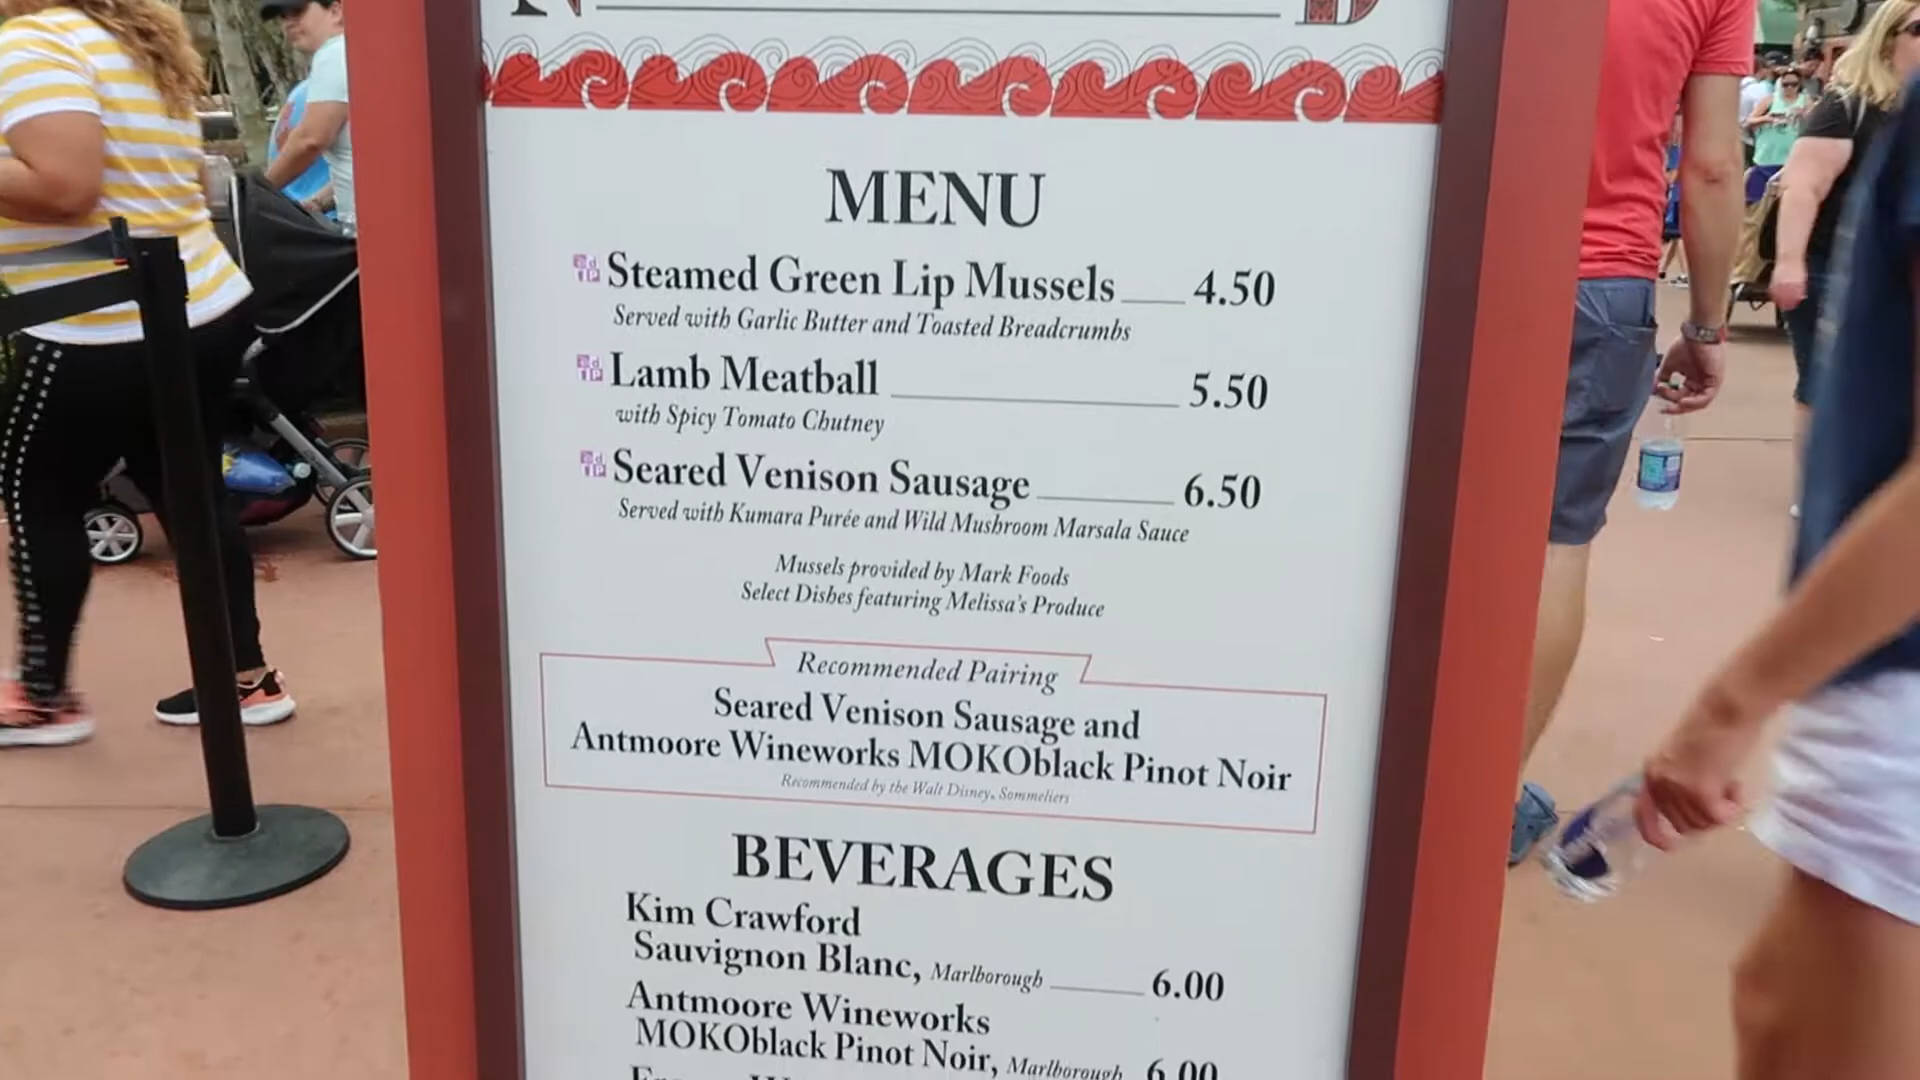 MENU
Steamed Green Lip Mussels 4.50
Served with Garlic Butter and Toasted Breadcrumbs
Lamb Meatball 5.50
with Spicy Tomato Chutney
Seared Venison Sausage 6.50
Served with Kumara Purée and Wild Mushroom Marsala Sauce
Mussels provided by Mark Foods
Select Dishes featuring Melissa's Produce
Recommended Pairing
Seared Venison Sausage and
Antmoore Wineworks MOKOblack Pinot Noir
Recommended by the Walt Disney, Sommeliers
BEVERAGES
Kim Crawford
Sauvignon Blanc, Marlborough 6.00
Antmoore Wineworks
MOKOblack Pinot Noir, Marlborough 6.00